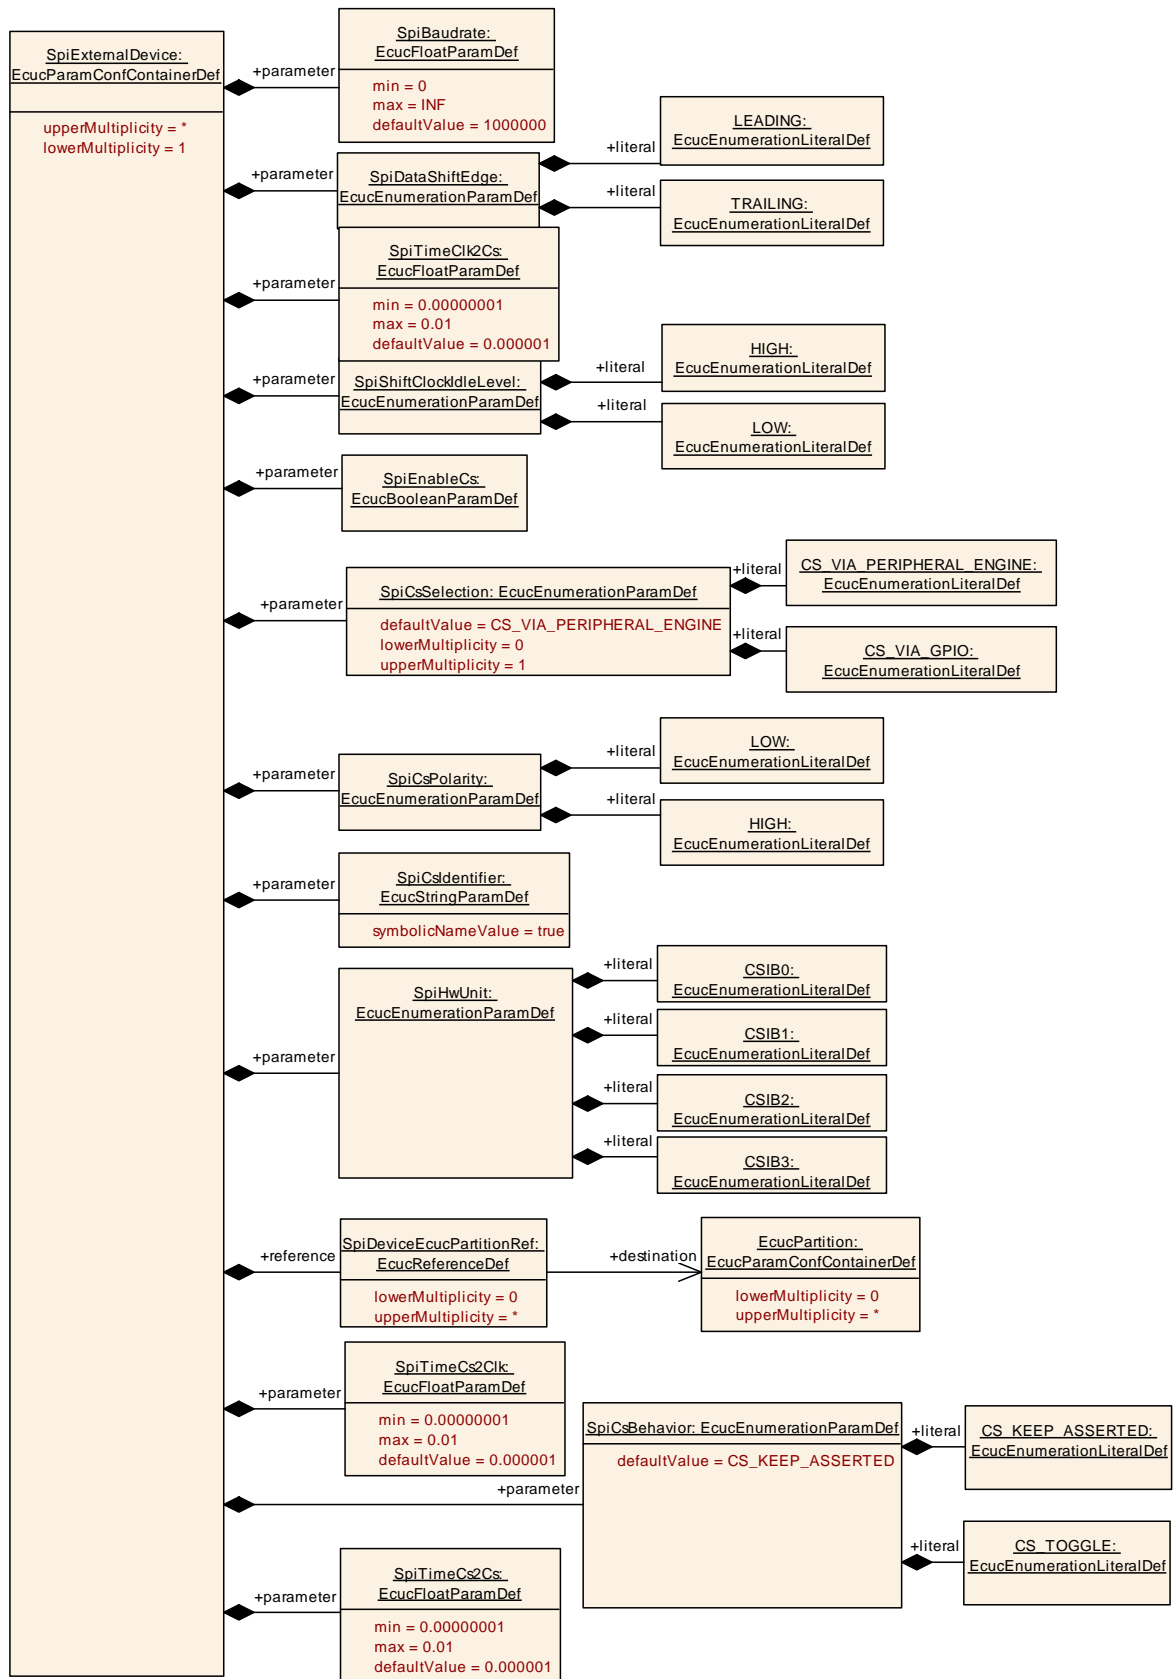 SpiExternalDevice:
EcucParamConfContainerDef
upperMultiplicity = *
lowerMultiplicity = 1
+parameter
SpiBaudrate:
EcucFloatParamDef
min = 0
max = INF
defaultValue = 1000000
+parameter
SpiDataShiftEdge:
EcucEnumerationParamDef
+literal
LEADING:
EcucEnumerationLiteralDef
+literal
TRAILING:
EcucEnumerationLiteralDef
+parameter
SpiTimeClk2Cs:
EcucFloatParamDef
min = 0.00000001
max = 0.01
defaultValue = 0.000001
+parameter
SpiShiftClockIdleLevel:
EcucEnumerationParamDef
+literal
HIGH:
EcucEnumerationLiteralDef
+literal
LOW:
EcucEnumerationLiteralDef
+parameter
SpiEnableCs:
EcucBooleanParamDef
+parameter
SpiCsSelection: EcucEnumerationParamDef
defaultValue = CS_VIA_PERIPHERAL_ENGINE
lowerMultiplicity = 0
upperMultiplicity = 1
+literal
CS_VIA_PERIPHERAL_ENGINE:
EcucEnumerationLiteralDef
+literal
CS_VIA_GPIO:
EcucEnumerationLiteralDef
+parameter
SpiCsPolarity:
EcucEnumerationParamDef
+literal
LOW:
EcucEnumerationLiteralDef
+literal
HIGH:
EcucEnumerationLiteralDef
+parameter
SpiCsIdentifier:
EcucStringParamDef
symbolicNameValue = true
+parameter
SpiHwUnit:
EcucEnumerationParamDef
+literal
CSIB0:
EcucEnumerationLiteralDef
+literal
CSIB1:
EcucEnumerationLiteralDef
+literal
CSIB2:
EcucEnumerationLiteralDef
+literal
CSIB3:
EcucEnumerationLiteralDef
+reference
SpiDeviceEcucPartitionRef:
EcucReferenceDef
lowerMultiplicity = 0
upperMultiplicity = *
+destination
EcucPartition:
EcucParamConfContainerDef
lowerMultiplicity = 0
upperMultiplicity = *
+parameter
SpiTimeCs2Clk:
EcucFloatParamDef
min = 0.00000001
max = 0.01
defaultValue = 0.000001
+parameter
SpiCsBehavior: EcucEnumerationParamDef
defaultValue = CS_KEEP_ASSERTED
+literal
CS_KEEP_ASSERTED:
EcucEnumerationLiteralDef
+literal
CS_TOGGLE:
EcucEnumerationLiteralDef
+parameter
SpiTimeCs2Cs:
EcucFloatParamDef
min = 0.00000001
max = 0.01
defaultValue = 0.000001